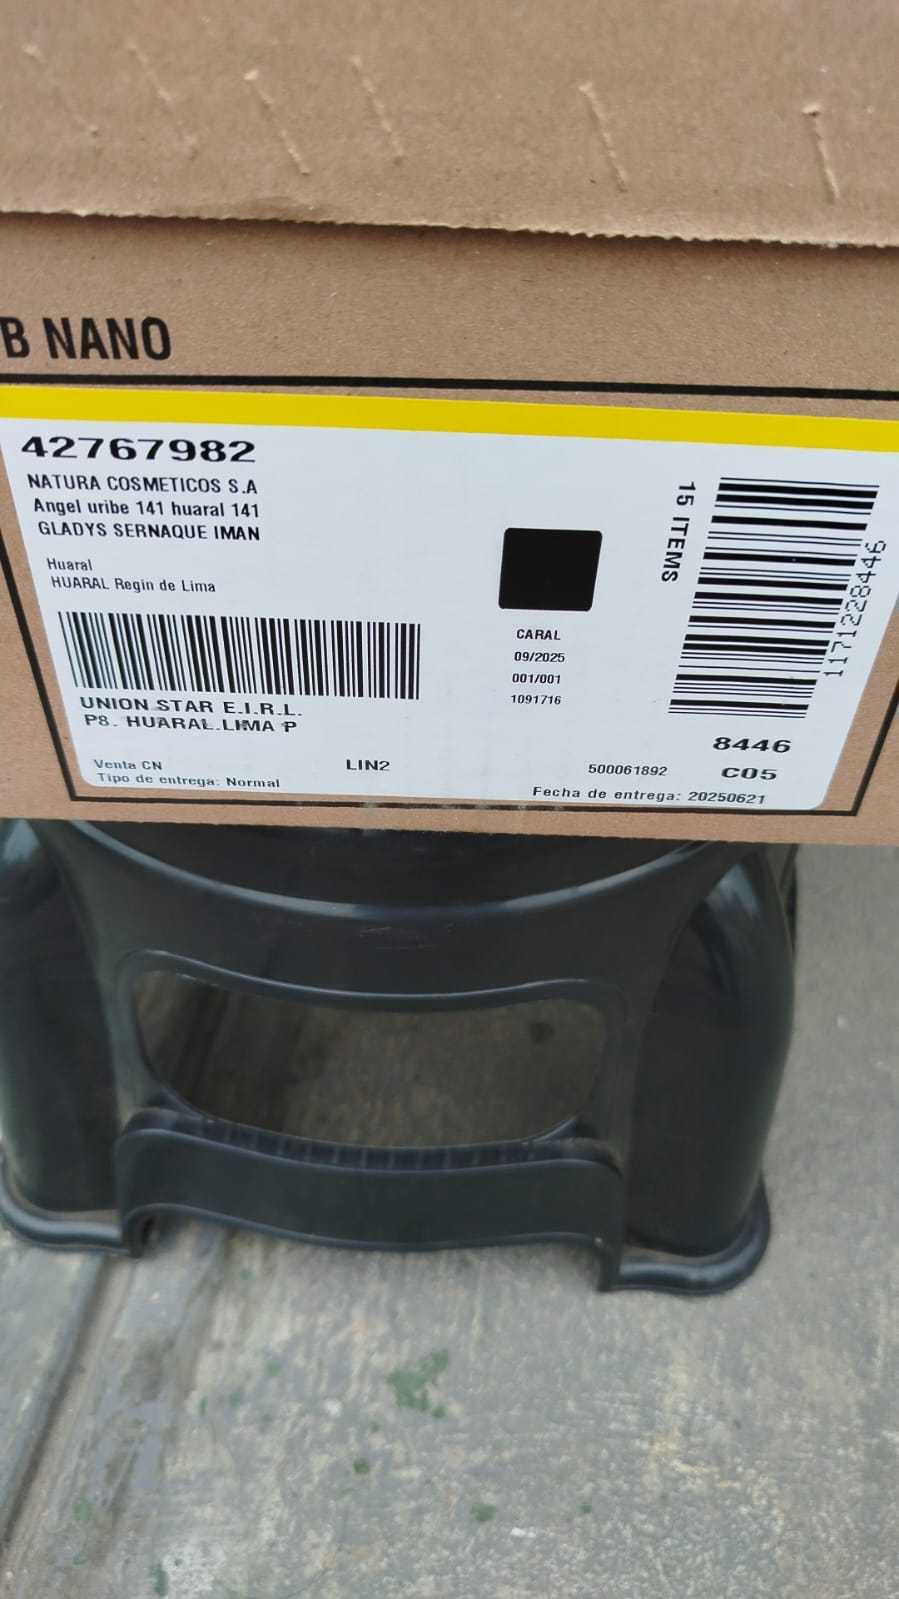 B NANO
42767982
NATURA COSMETICOS S.A
Angel uribe 141 huaral 141
GLADYS SERNAQUE IMAN
Huaral
HUARAL Regin de Lima
UNION STAR E.I.R.L.
P8. HUARAL.LIMA P
Venta CN
LIN2
Tipo de entrega: Normal
CARAL
09/2025
001/001
1091716
15 ITEMS
1171228446
8446
500061892
C05
Fecha de entrega: 20250621